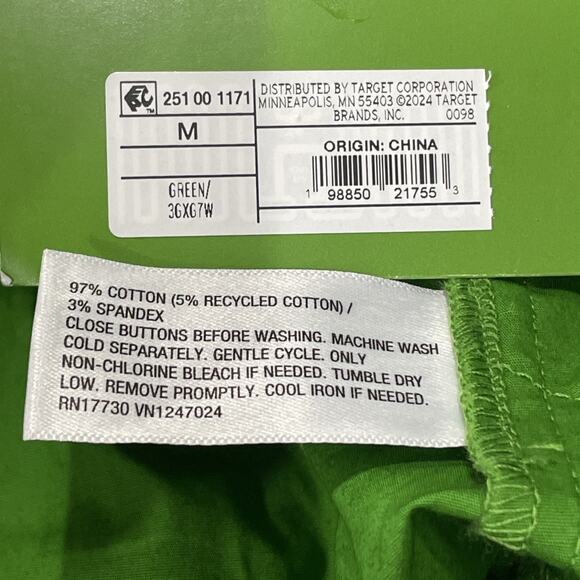 251 00 1171
M
GREEN/
3GXG7W
DISTRIBUTED BY TARGET CORPORATION
MINNEAPOLIS, MN 55403 ©2024 TARGET
BRANDS, INC. 0098
ORIGIN: CHINA
1 98850 21755 3
97% COTTON (5% RECYCLED COTTON) /
3% SPANDEX
CLOSE BUTTONS BEFORE WASHING. MACHINE WASH
COLD SEPARATELY. GENTLE CYCLE. ONLY
NON-CHLORINE BLEACH IF NEEDED. TUMBLE DRY
LOW. REMOVE PROMPTLY. COOL IRON IF NEEDED.
RN17730 VN1247024